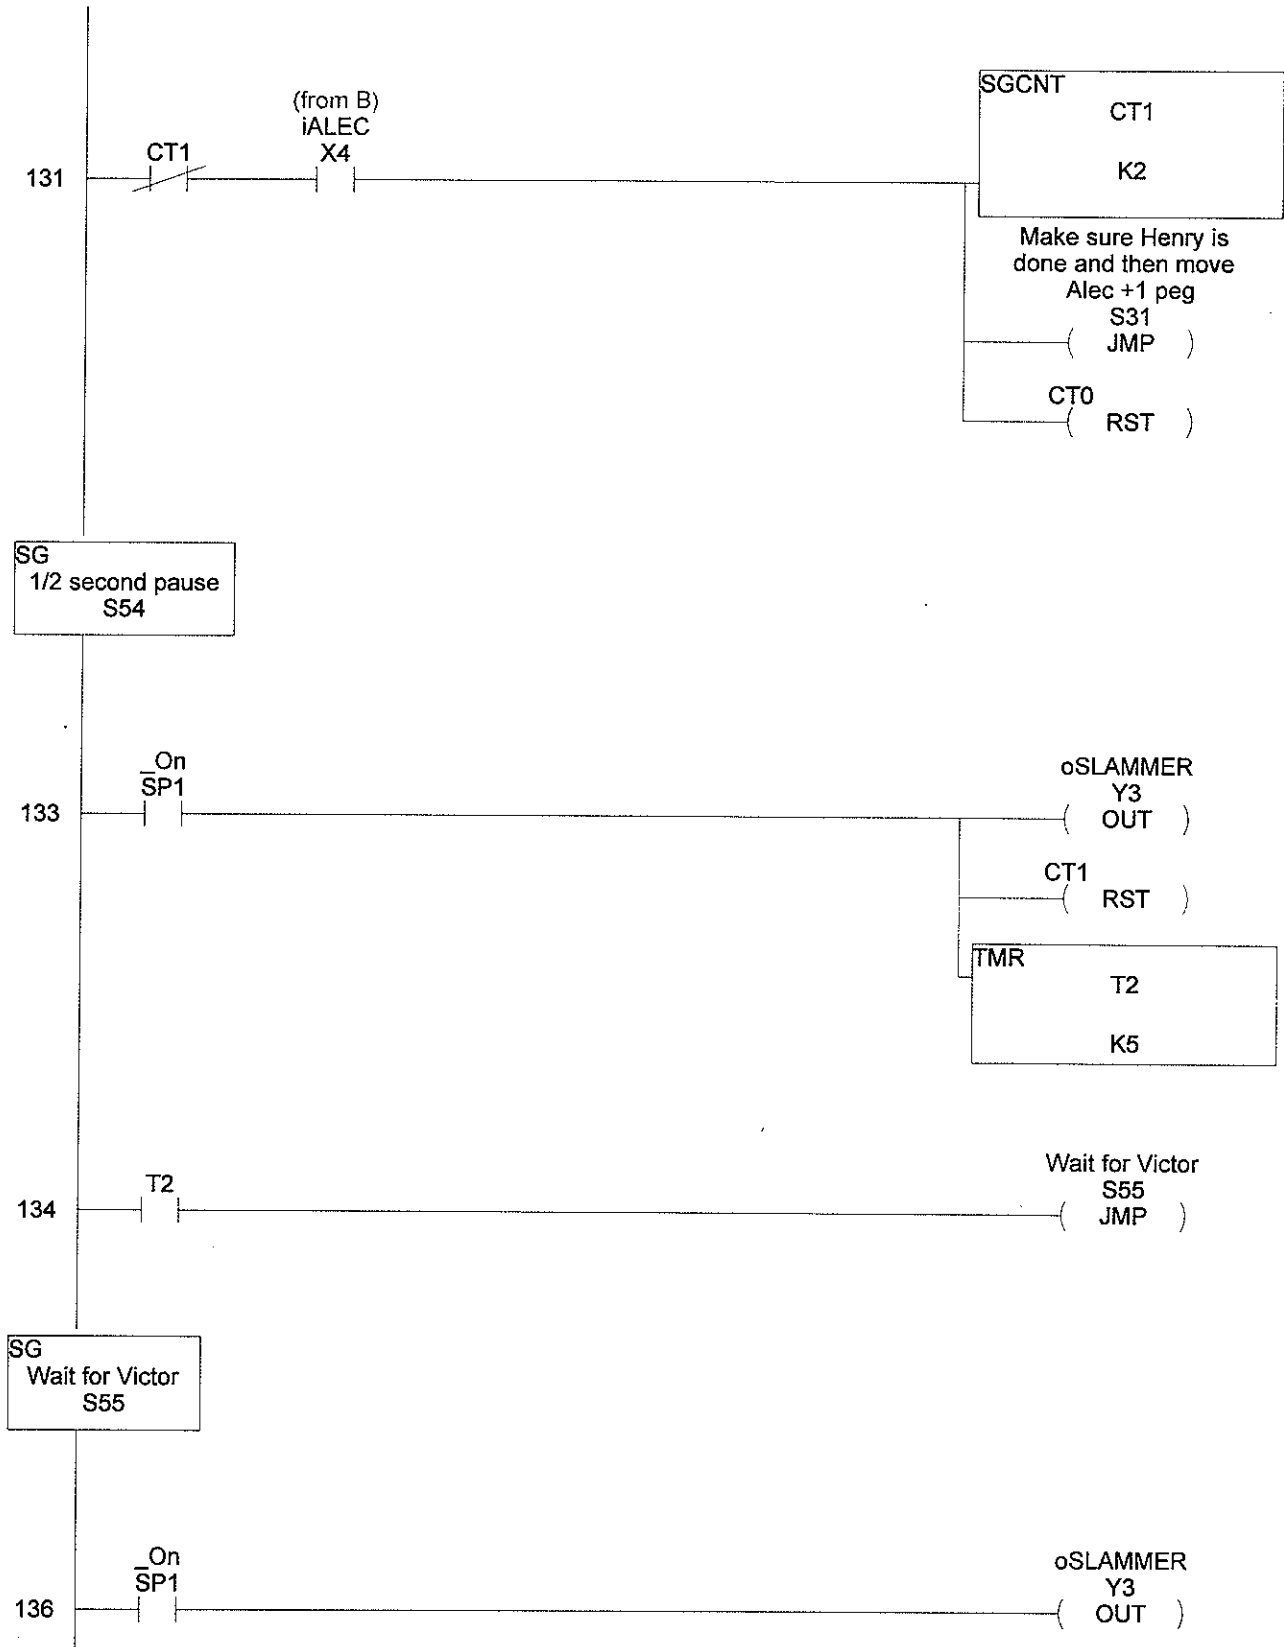 SGCNT
CT1
K2
(from B)
iALEC
X4
CT1
131
Make sure Henry is
done and then move
Alec +1 peg
S31
JMP
CT0
RST
SG
1/2 second pause
S54
_On
SP1
133
oSLAMMER
Y3
OUT
CT1
RST
TMR
T2
K5
134
T2
Wait for Victor
S55
JMP
SG
Wait for Victor
S55
_On
SP1
136
oSLAMMER
Y3
OUT